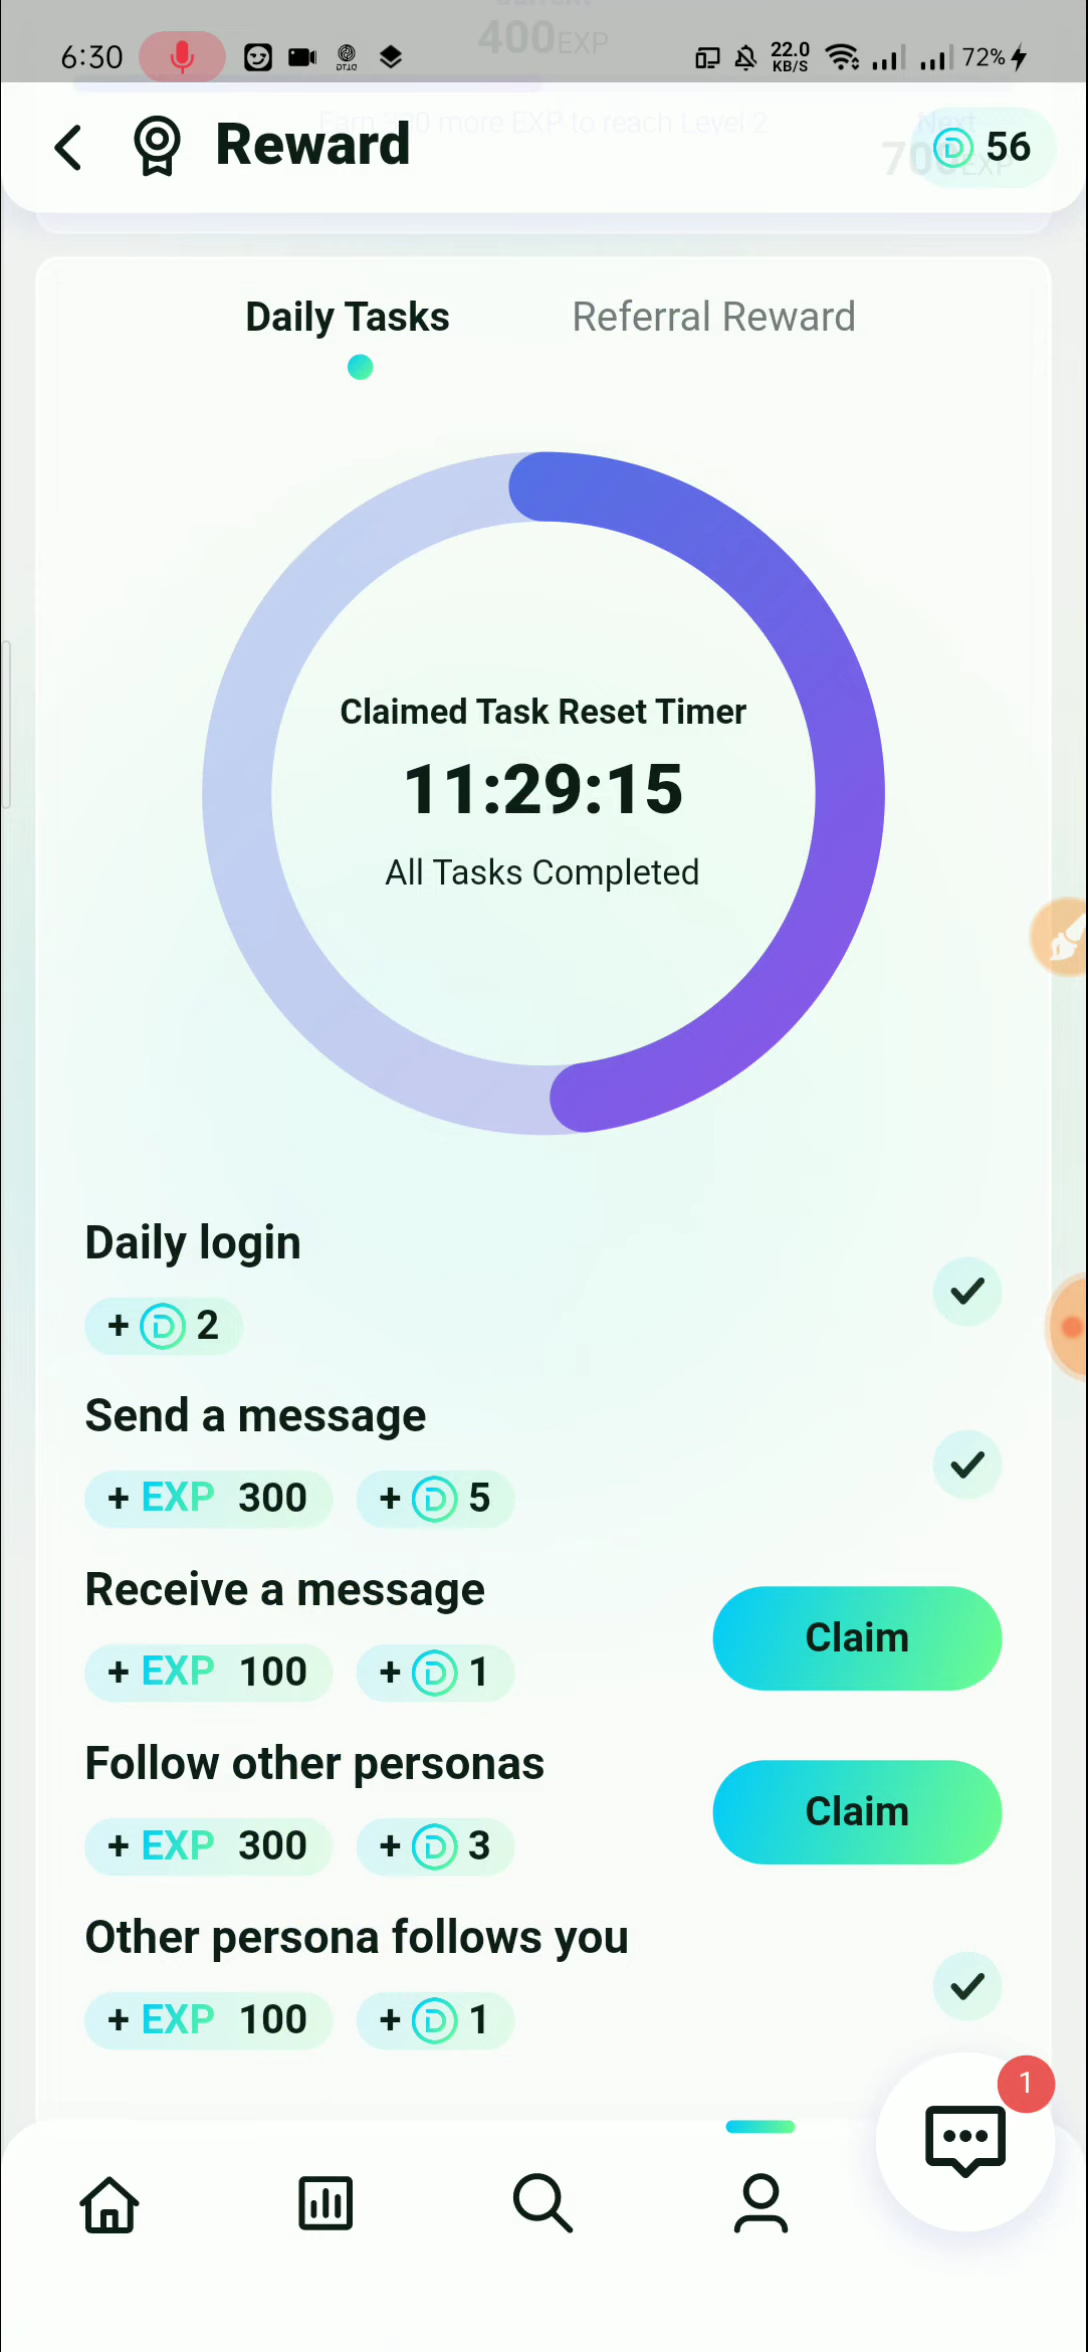 6:30
22.0
KB/S
72%
400EXP
Reward
56
Daily Tasks
Referral Reward
Claimed Task Reset Timer
11:29:15
All Tasks Completed
Daily login
+ D 2
Send a message
+ EXP 300 + D 5
Receive a message
+ EXP 100 + D 1
Claim
Follow other personas
+ EXP 300 + D 3
Claim
Other persona follows you
+ EXP 100 + D 1
1